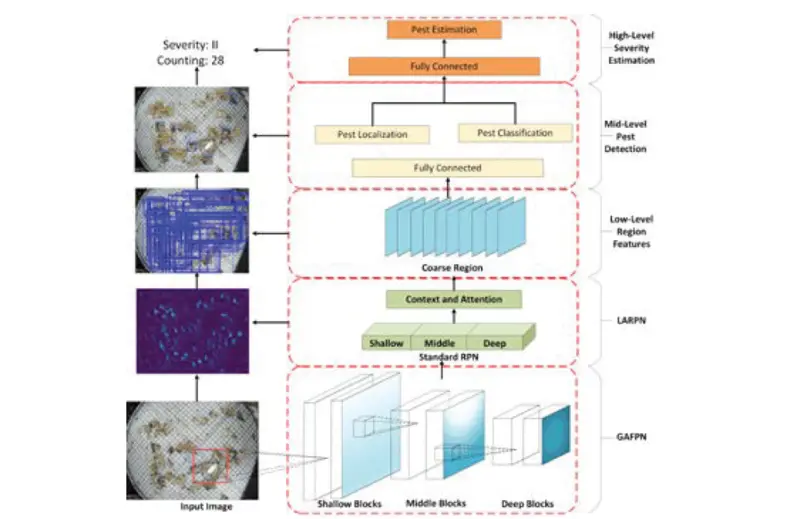 Severity: II
Counting: 28
Pest Estimation
Fully Connected
High-Level
Severity
Estimation
Pest Localization
Pest Classification
Fully Connected
Mid-Level
Pest
Detection
Coarse Region
Low-Level
Region
Features
Context and Attention
Shallow
Middle
Deep
Standard RPN
LARPN
GAFPN
Input Image
Shallow Blocks
Middle Blocks
Deep Blocks